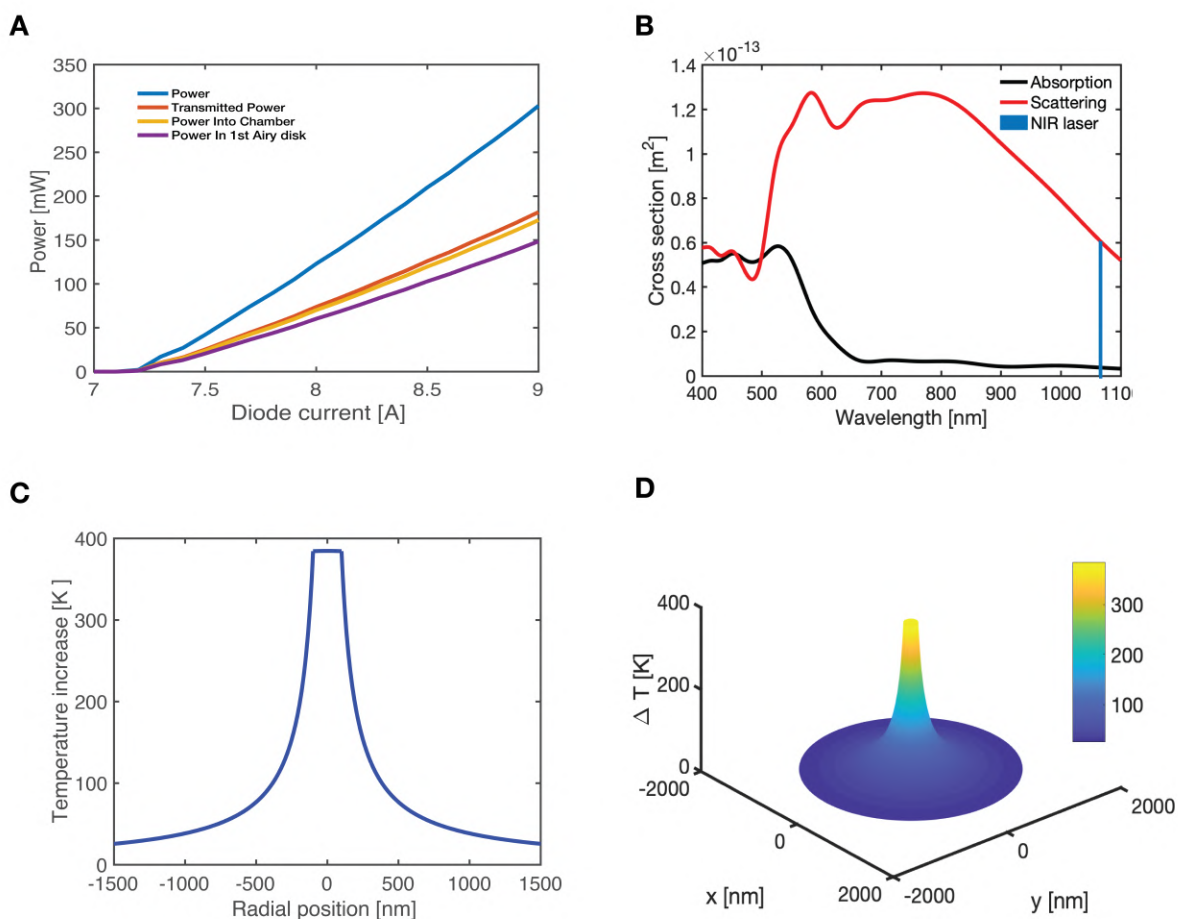 A
350
300
250
200
150
100
50
0
Power [mW]
Power
Transmitted Power
Power Into Chamber
Power In 1st Airy disk
7 7.5 8 8.5 9
Diode current [A]
B
×10-13
1.4
1.2
1
0.8
0.6
0.4
0.2
0
Cross section [m2]
Absorption
Scattering
NIR laser
400 500 600 700 800 900 1000 110
Wavelength [nm]
C
400
300
200
100
0
Temperature increase [K ]
-1500 -1000 -500 0 500 1000 1500
Radial position [nm]
D
400
200
0
△ T [K]
300
200
100
-2000
0
2000
x [nm]
-2000
0
2000
y [nm]